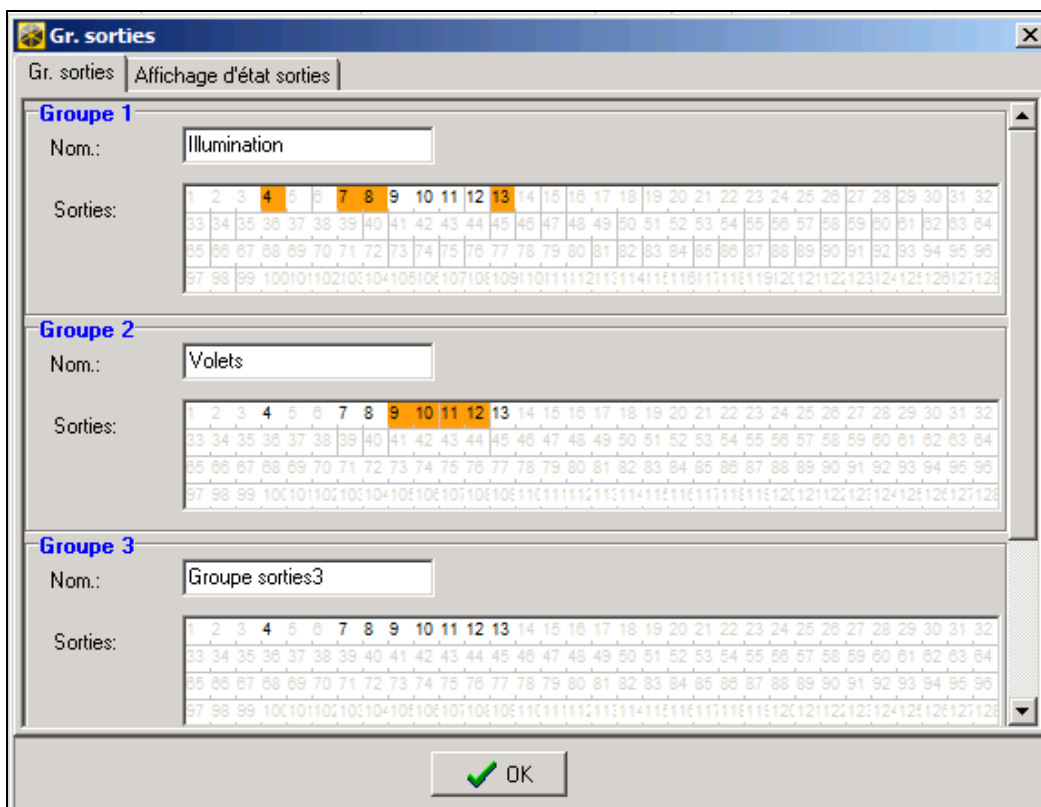 Gr. sorties
Gr. sorties Affichage d'état sorties
Groupe 1
Nom.: Illumination
Sorties:
1 2 3 4 5 6 7 8 9 10 11 12 13 14 15 16 17 18 19 20 21 22 23 24 25 26 27 28 29 30 31 32
33 34 35 36 37 38 39 40 41 42 43 44 45 46 47 48 49 50 51 52 53 54 55 56 57 58 59 60 61 62 63 64
65 66 67 68 69 70 71 72 73 74 75 76 77 78 79 80 81 82 83 84 85 86 87 88 89 90 91 92 93 94 95 96
97 98 99
Groupe 2
Nom.: Volets
Sorties:
1 2 3 4 5 6 7 8 9 10 11 12 13 14 15 16 17 18 19 20 21 22 23 24 25 26 27 28 29 30 31 32
33 34 35 36 37 38 39 40 41 42 43 44 45 46 47 48 49 50 51 52 53 54 55 56 57 58 59 60 61 62 63 64
65 66 67 68 69 70 71 72 73 74 75 76 77 78 79 80 81 82 83 84 85 86 87 88 89 90 91 92 93 94 95 96
97 98 99
Groupe 3
Nom.: Groupe sorties3
Sorties:
1 2 3 4 5 6 7 8 9 10 11 12 13 14 15 16 17 18 19 20 21 22 23 24 25 26 27 28 29 30 31 32
33 34 35 36 37 38 39 40 41 42 43 44 45 46 47 48 49 50 51 52 53 54 55 56 57 58 59 60 61 62 63 64
65 66 67 68 69 70 71 72 73 74 75 76 77 78 79 80 81 82 83 84 85 86 87 88 89 90 91 92 93 94 95 96
97 98 99
OK